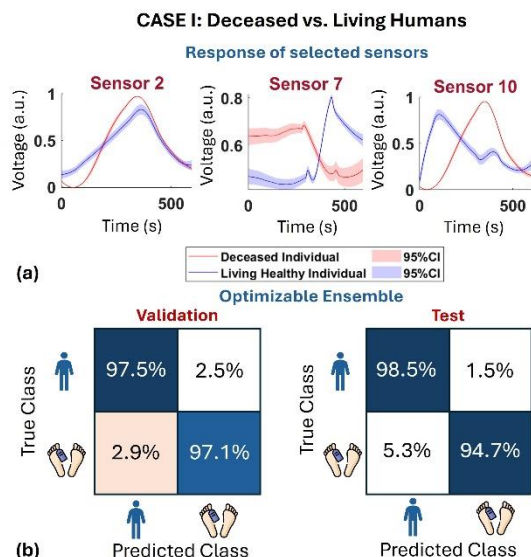 CASE I: Deceased vs. Living Humans
Response of selected sensors
Sensor 2
Sensor 7
Sensor 10
Voltage (a.u.)
1
0.5
0
0
500
Time (s)
Voltage (a.u.)
0.8
0.6
0
500
Time (s)
Voltage (a.u.)
1
0.5
0
0
500
Time (s)
(a)
Deceased Individual
95%CI
Living Healthy Individual
95%CI
Optimizable Ensemble
Validation
Test
True Class
97.5%
2.5%
2.9%
97.1%
Predicted Class
True Class
98.5%
1.5%
5.3%
94.7%
Predicted Class
(b)